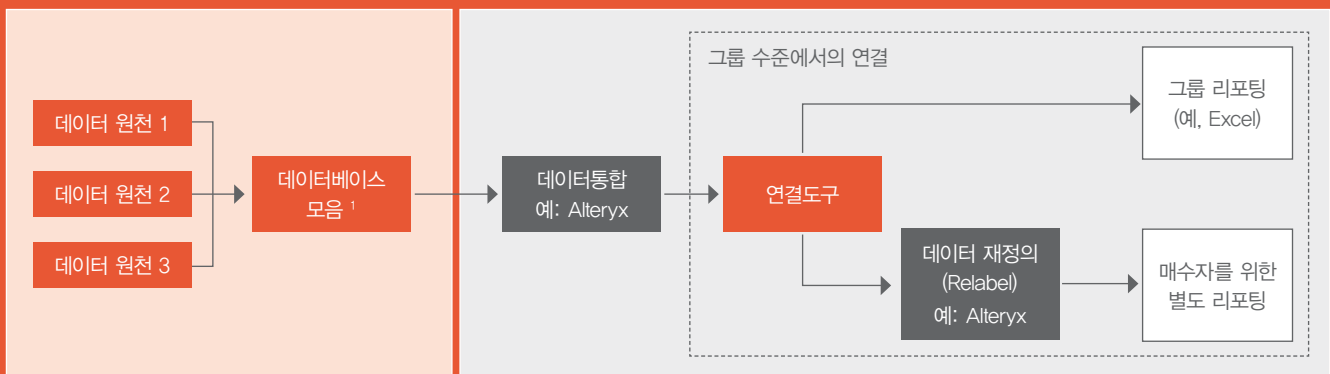 그룹 수준에서의 연결
데이터 원천 1
데이터 원천 2
데이터 원천 3
데이터베이스
모음 ¹
데이터통합
예: Alteryx
연결도구
그룹 리포팅
(예, Excel)
데이터 재정의
(Relabel)
예: Alteryx
매수자를 위한
별도 리포팅